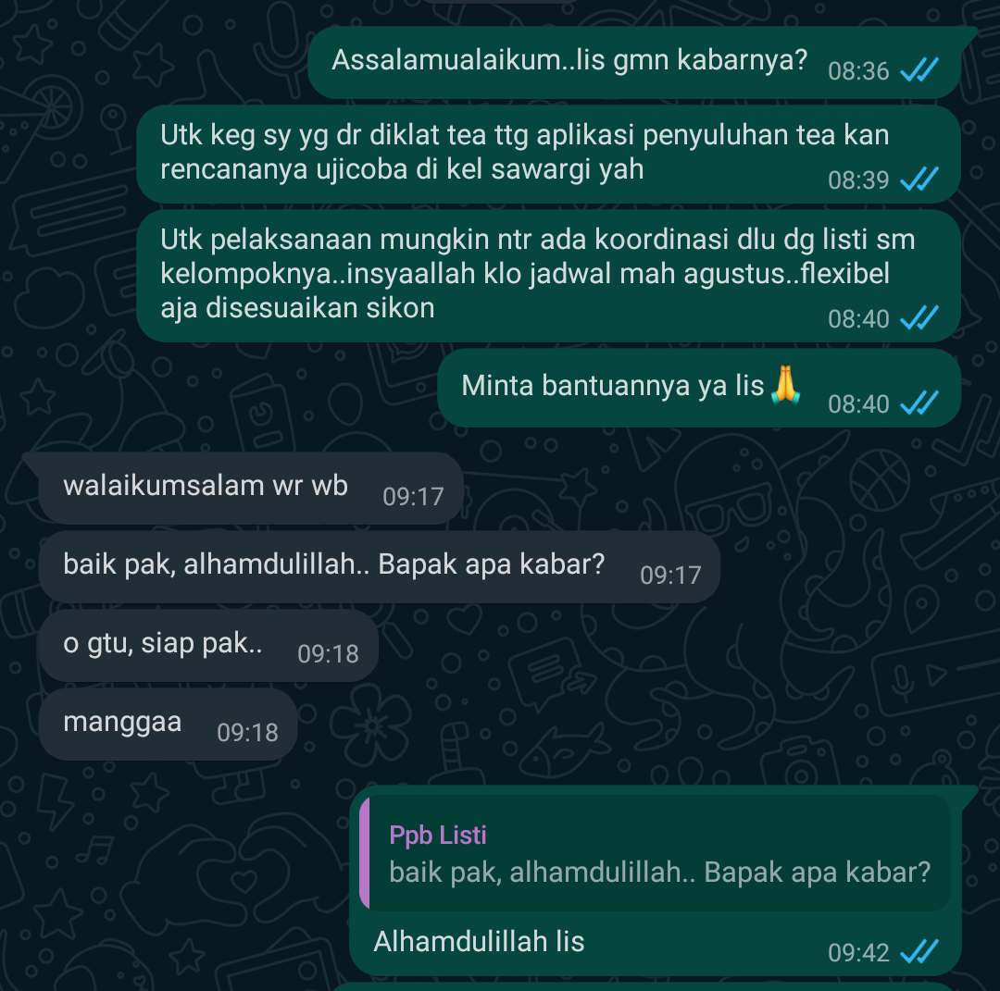 Assalamualaikum..lis gmn kabarnya? 08:36
Utk keg sy yg dr diklat tea ttg aplikasi penyuluhan tea kan
rencananya ujicoba di kel sawargi yah 08:39
Utk pelaksanaan mungkin ntr ada koordinasi dlu dg listi sm
kelompoknya..insyaallah klo jadwal mah agustus..flexibel
aja disesuaikan sikon 08:40
Minta bantuannya ya lis🙏 08:40
walaikumsalam wr wb 09:17
baik pak, alhamdulillah.. Bapak apa kabar? 09:17
o gtu, siap pak.. 09:18
manggaa 09:18
Ppb Listi
baik pak, alhamdulillah.. Bapak apa kabar?
Alhamdulillah lis 09:42